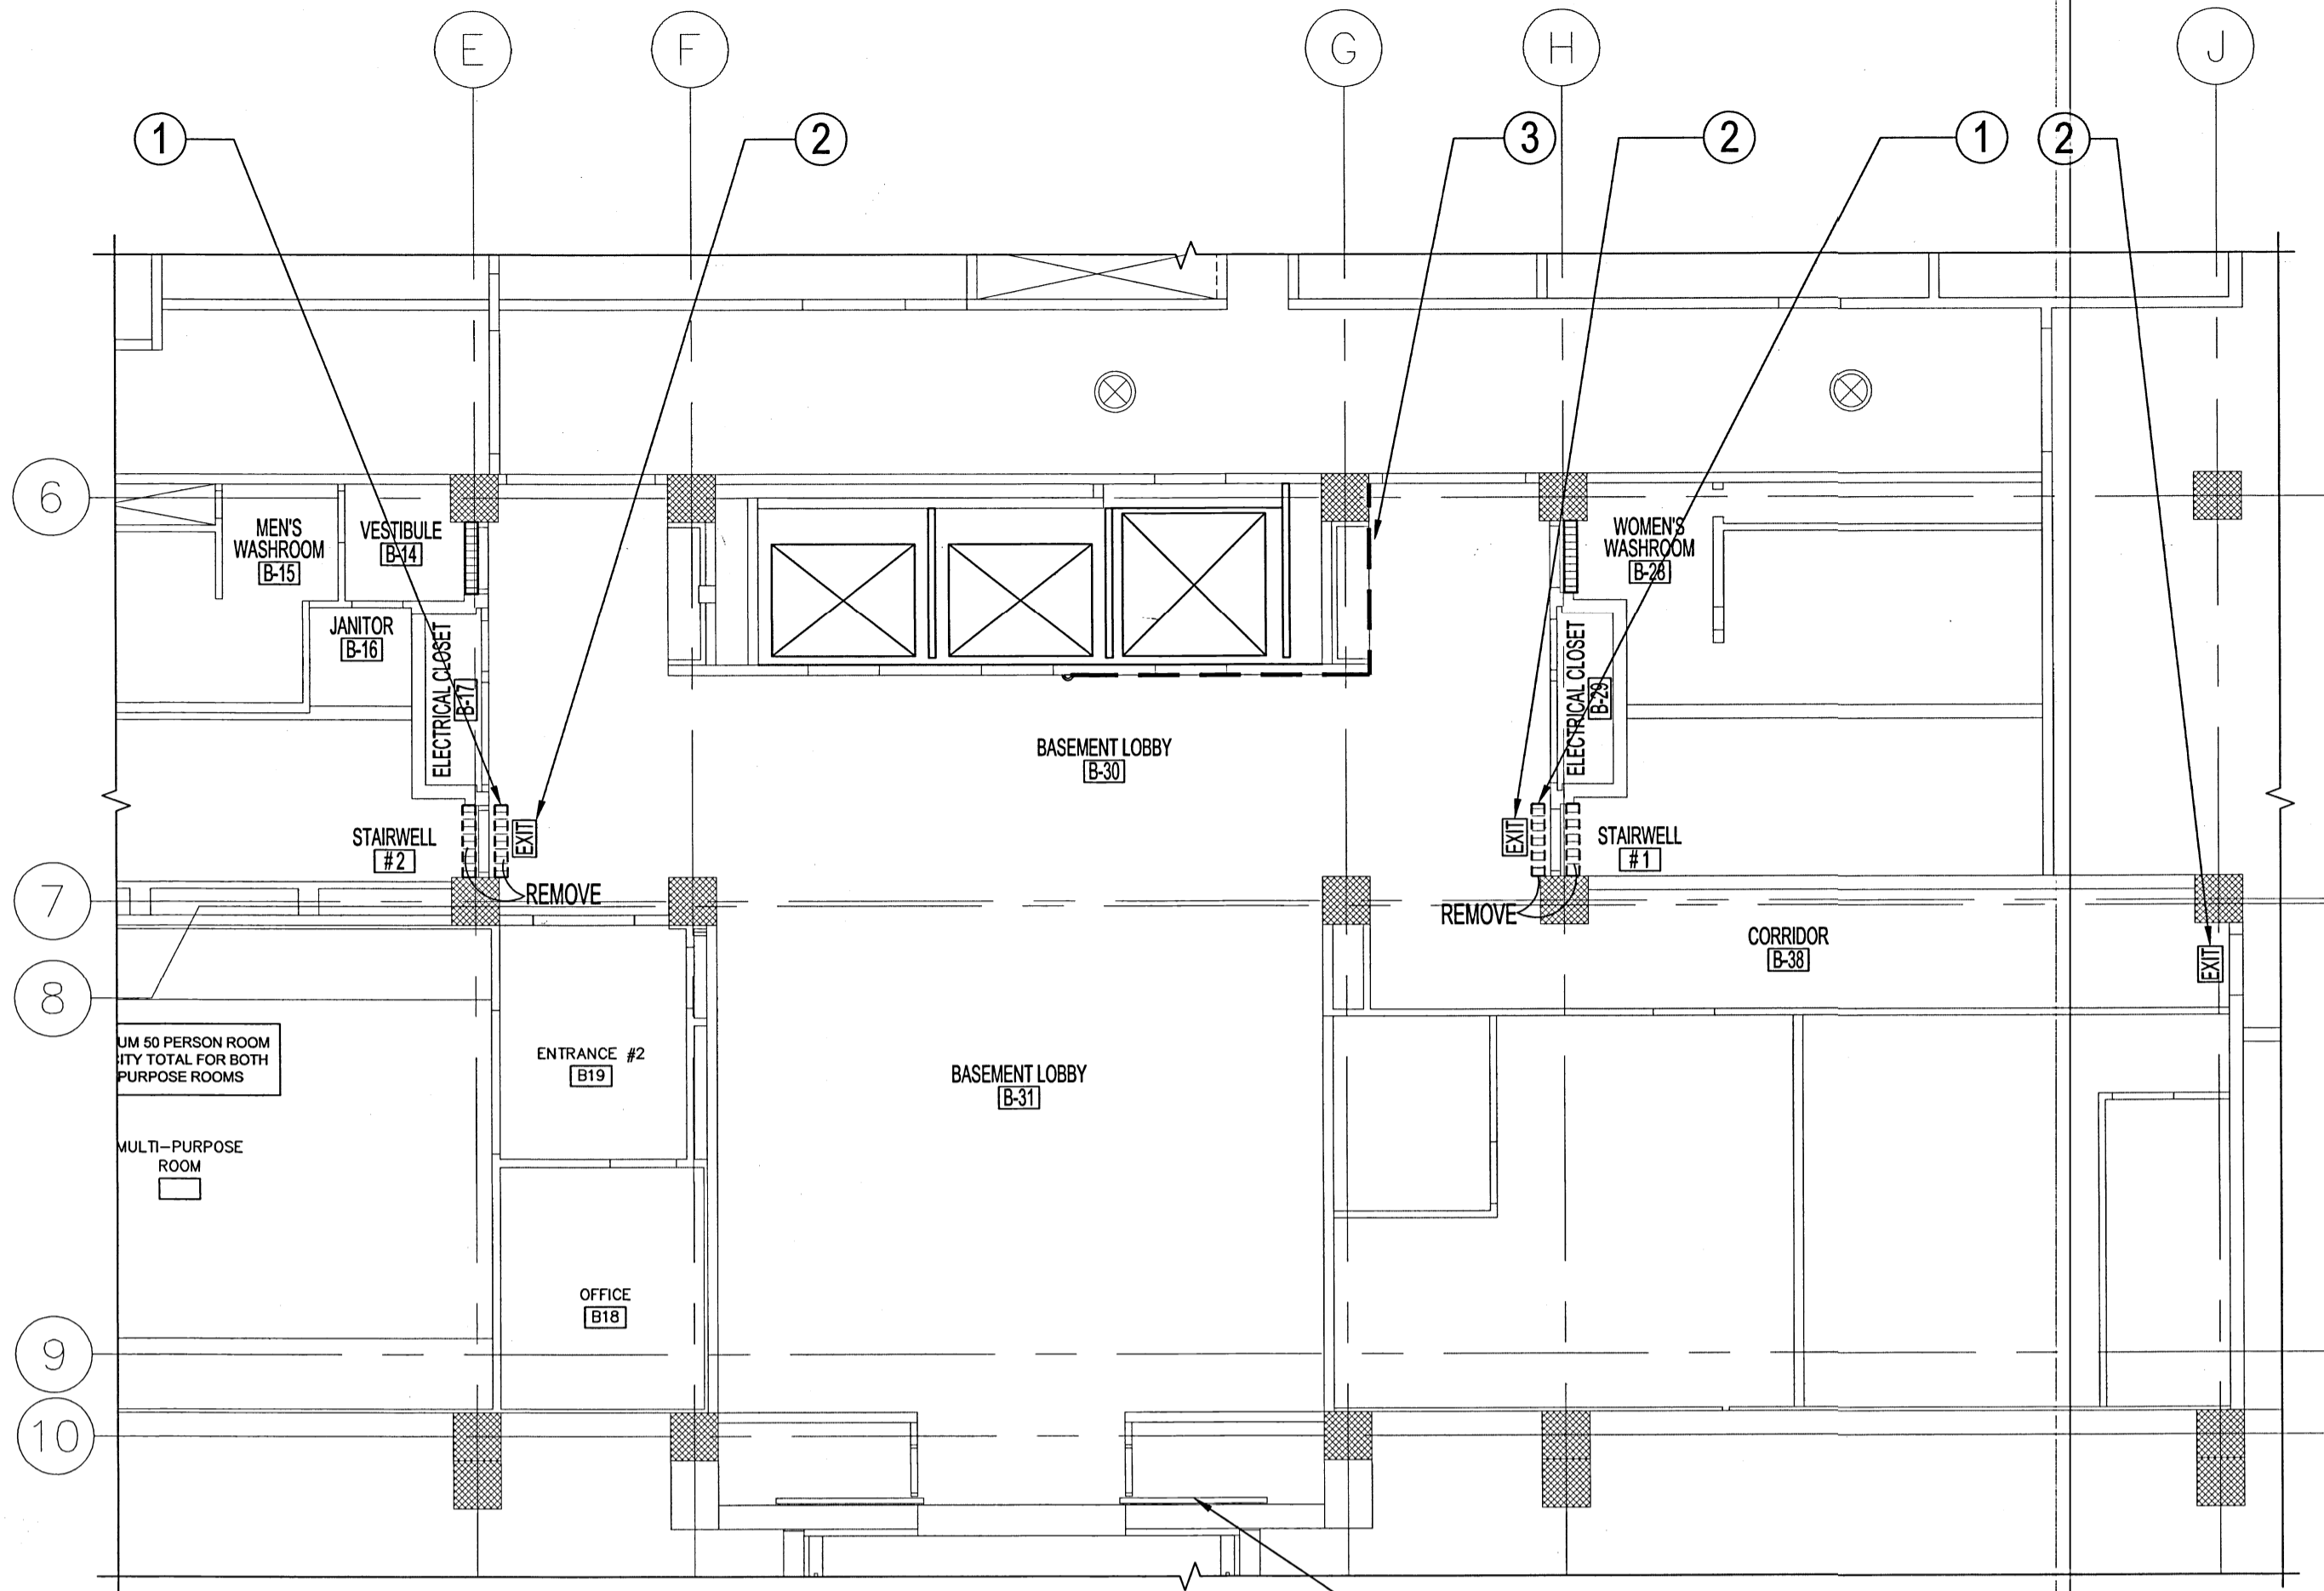 E
F
G
H
J
1
2
3
2
1
2
6
MEN'S
WASHROOM
B-15
VESTIBULE
B-14
WOMEN'S
WASHROOM
B-28
JANITOR
B-16
ELECTRICAL CLOSET
B-17
ELECTRICAL CLOSET
B-29
BASEMENT LOBBY
B-30
STAIRWELL
#2
EXIT
EXIT
STAIRWELL
#1
7
REMOVE
REMOVE
CORRIDOR
B-38
EXIT
8
UM 50 PERSON ROOM
ITY TOTAL FOR BOTH
PURPOSE ROOMS
ENTRANCE #2
B19
BASEMENT LOBBY
B-31
MULTI-PURPOSE
ROOM
OFFICE
B18
9
10